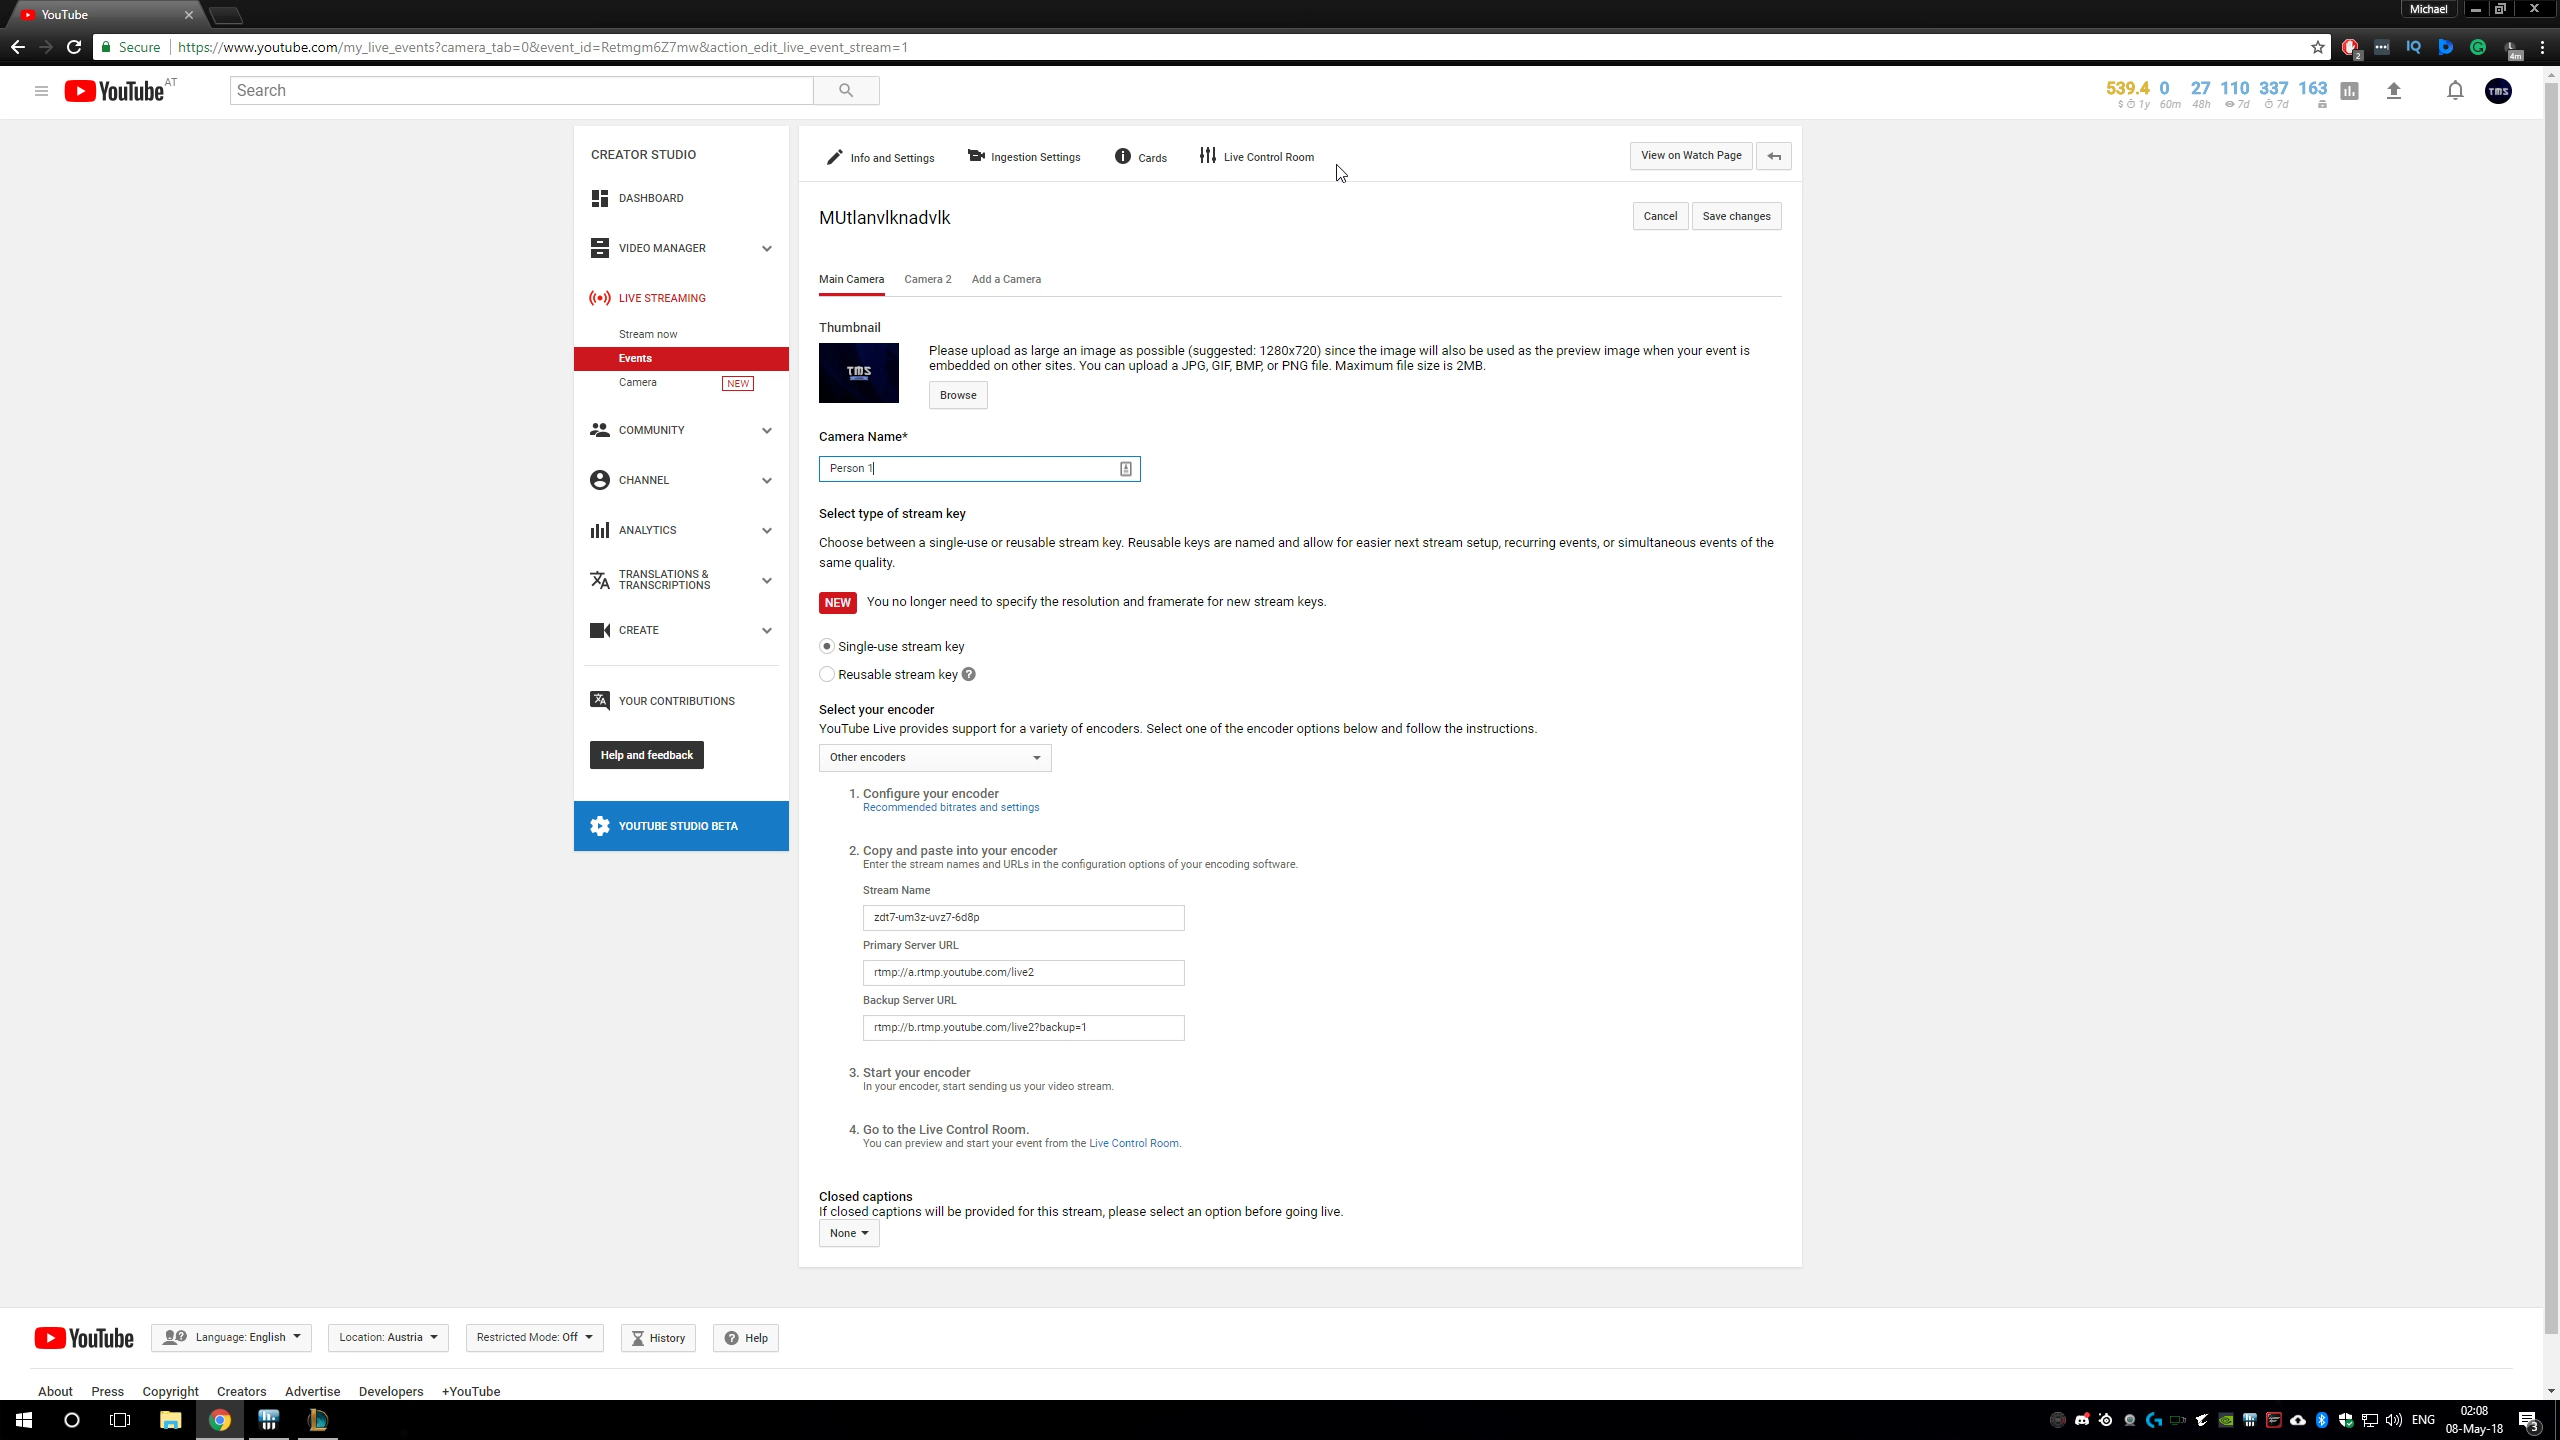 YouTube
Michael
Secure
https://www.youtube.com/my_live_events?camera_tab=0&event_id=Retmgm6Z7mw&action_edit_live_event_stream=1
2
IQ
4m
YouTube AT
Search
539.4 0 27 110 337 163
$ 1y 60m 48h 7d 7d
TMS
CREATOR STUDIO
DASHBOARD
VIDEO MANAGER
LIVE STREAMING
Stream now
Events
Camera NEW
COMMUNITY
CHANNEL
ANALYTICS
TRANSLATIONS &
TRANSCRIPTIONS
CREATE
YOUR CONTRIBUTIONS
Help and feedback
YOUTUBE STUDIO BETA
Info and Settings Ingestion Settings Cards Live Control Room
View on Watch Page
MUtlanvlknadvlk
Cancel Save changes
Main Camera Camera 2 Add a Camera
Thumbnail
TMS
Please upload as large an image as possible (suggested: 1280x720) since the image will also be used as the preview image when your event is
embedded on other sites. You can upload a JPG, GIF, BMP, or PNG file. Maximum file size is 2MB.
Browse
Camera Name*
Person 1
Select type of stream key
Choose between a single-use or reusable stream key. Reusable keys are named and allow for easier next stream setup, recurring events, or simultaneous events of the
same quality.
NEW You no longer need to specify the resolution and framerate for new stream keys.
Single-use stream key
Reusable stream key ?
Select your encoder
YouTube Live provides support for a variety of encoders. Select one of the encoder options below and follow the instructions.
Other encoders
1. Configure your encoder
Recommended bitrates and settings
2. Copy and paste into your encoder
Enter the stream names and URLs in the configuration options of your encoding software.
Stream Name
zdt7-um3z-uvz7-6d8p
Primary Server URL
rtmp://a.rtmp.youtube.com/live2
Backup Server URL
rtmp://b.rtmp.youtube.com/live2?backup=1
3. Start your encoder
In your encoder, start sending us your video stream.
4. Go to the Live Control Room.
You can preview and start your event from the Live Control Room.
Closed captions
If closed captions will be provided for this stream, please select an option before going live.
None
YouTube
Language: English Location: Austria Restricted Mode: Off History Help
About Press Copyright Creators Advertise Developers +YouTube
ENG
02:08
08-May-18
3